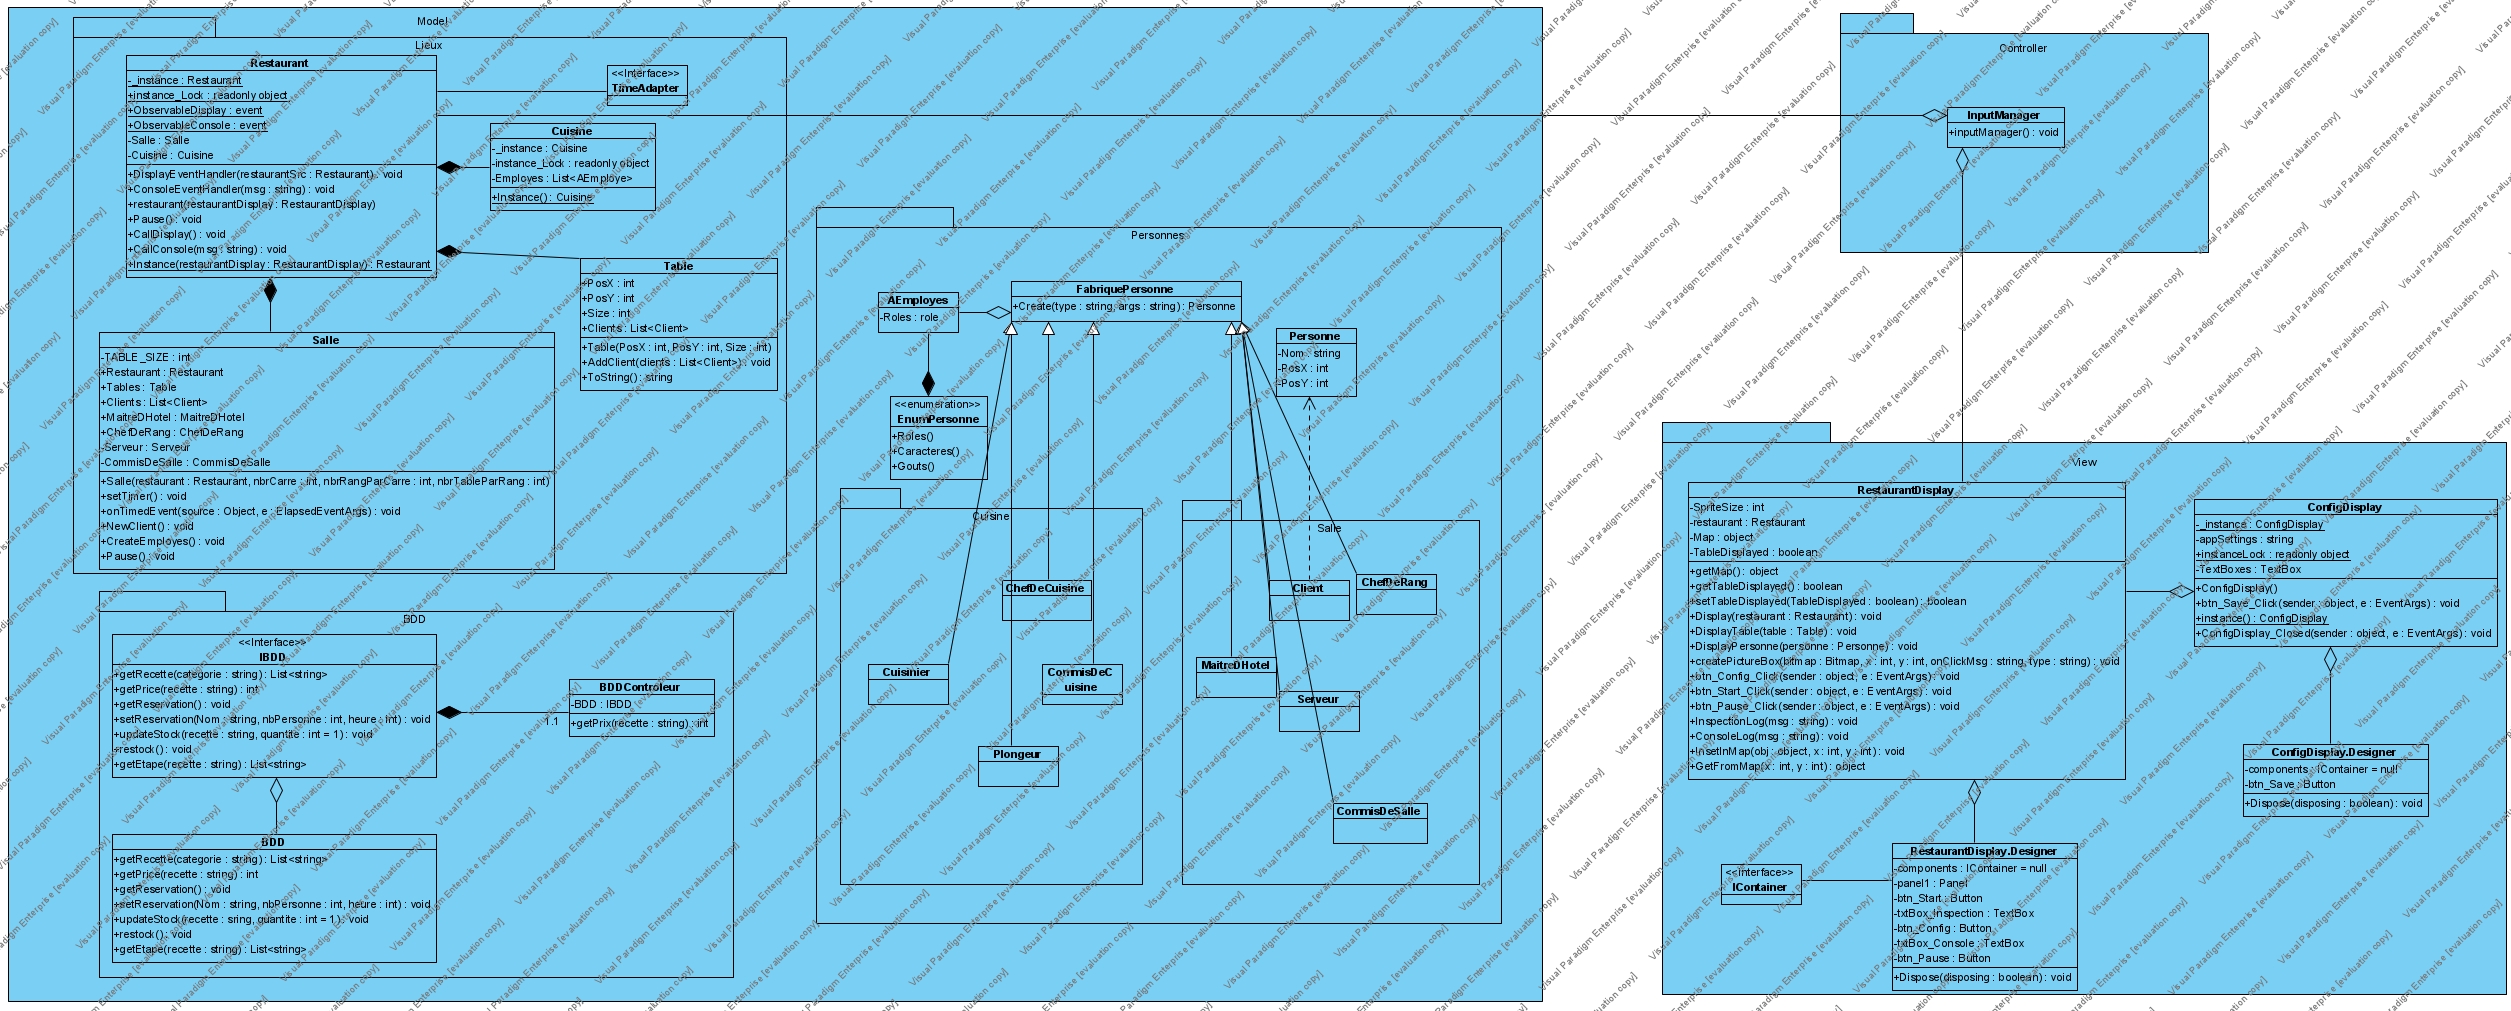 Model
Lieux
Restaurant
-_instance : Restaurant
+instance_Lock : readonly object
+ObservableDisplay : event
+ObservableConsole : event
-Salle : Salle
-Cuisine : Cuisine
+DisplayEventHandler(restaurantSrc : Restaurant) : void
+ConsoleEventHandler(msg : string) : void
+restaurant(restaurantDisplay : RestaurantDisplay)
+Pause() : void
+CallDisplay() : void
+CallConsole(msg : string) : void
+Instance(restaurantDisplay : RestaurantDisplay) : Restaurant
<<Interface>>
TimeAdapter
Cuisine
-_instance : Cuisine
-instance_Lock : readonly object
-Employes : List<AEmploye>
+Instance() : Cuisine
Table
+PosX : int
+PosY : int
+Size : int
+Clients : List<Client>
+Table(PosX : int, PosY : int, Size : int)
+AddClient(clients : List<Client>) : void
+ToString() : string
Salle
-TABLE_SIZE : int
+Restaurant : Restaurant
+Tables : Table
+Clients : List<Client>
+MaitreDHotel : MaitreDHotel
+ChefDeRang : ChefDeRang
-Serveur : Serveur
-CommisDeSalle : CommisDeSalle
+Salle(restaurant : Restaurant, nbrCarre : int, nbrRangParCarre : int, nbrTableParRang : int)
+setTimer() : void
+onTimedEvent(source : Object, e : ElapsedEventArgs) : void
+NewClient() : void
+CreateEmployes() : void
+Pause() : void
BDD
<<Interface>>
IBDD
+getRecette(categorie : string) : List<string>
+getPrice(recette : string) : int
+getReservation() : void
+setReservation(Nom : string, nbPersonne : int, heure : int) : void
+updateStock(recette : string, quantite : int = 1) : void
+restock() : void
+getEtape(recette : string) : List<string>
1.1
BDDControleur
-BDD : IBDD
+getPrix(recette : string) : int
BDD
+getRecette(categorie : string) : List<string>
+getPrice(recette : string) : int
+getReservation() : void
+setReservation(Nom : string, nbPersonne : int, heure : int) : void
+updateStock(recette : sring, quantite : int = 1) : void
+restock() : void
+getEtape(recette : string) : List<string>
Personnes
AEmployes
-Roles : role
FabriquePersonne
+Create(type : string, args : string) : Personne
Personne
-Nom : string
-PosX : int
-PosY : int
<<enumeration>>
EnumPersonne
+Roles()
+Caracteres()
+Gouts()
Cuisine
ChefDeCuisine
Cuisinier
CommisDeC
uisine
Plongeur
Salle
Client
ChefDeRang
MaitreDHotel
Serveur
CommisDeSalle
Controller
InputManager
+inputManager() : void
View
RestaurantDisplay
-SpriteSize : int
-restaurant : Restaurant
-Map : object
-TableDisplayed : boolean
+getMap() : object
+getTableDisplayed() : boolean
+setTableDisplayed(TableDisplayed : boolean) : boolean
+Display(restaurant : Restaurant) : void
+DisplayTable(table : Table) : void
+DisplayPersonne(personne : Personne) : void
+createPictureBox(bitmap : Bitmap, x : int, y : int, onClickMsg : string, type : string) : void
+btn_Config_Click(sender : object, e : EventArgs) : void
+btn_Start_Click(sender : object, e : EventArgs) : void
+btn_Pause_Click(sender : object, e : EventArgs) : void
+InspectionLog(msg : string) : void
+ConsoleLog(msg : string) : void
+InsetInMap(obj : object, x : int, y : int) : void
+GetFromMap(x : int, y : int) : object
ConfigDisplay
-_instance : ConfigDisplay
-appSettings : string
+instanceLock : readonly object
-TextBoxes : TextBox
+ConfigDisplay()
+btn_Save_Click(sender : object, e : EventArgs) : void
+instance() : ConfigDisplay
+ConfigDisplay_Closed(sender : object, e : EventArgs) : void
ConfigDisplay.Designer
-components : IContainer = null
-btn_Save : Button
+Dispose(disposing : boolean) : void
<<Interface>>
IContainer
RestaurantDisplay.Designer
-components : IContainer = null
-panel1 : Panel
-btn_Start : Button
-txtBox_Inspection : TextBox
-btn_Config : Button
-txtBox_Console : TextBox
-btn_Pause : Button
+Dispose(disposing : boolean) : void
Visual Paradigm Enterprise [evaluation copy]